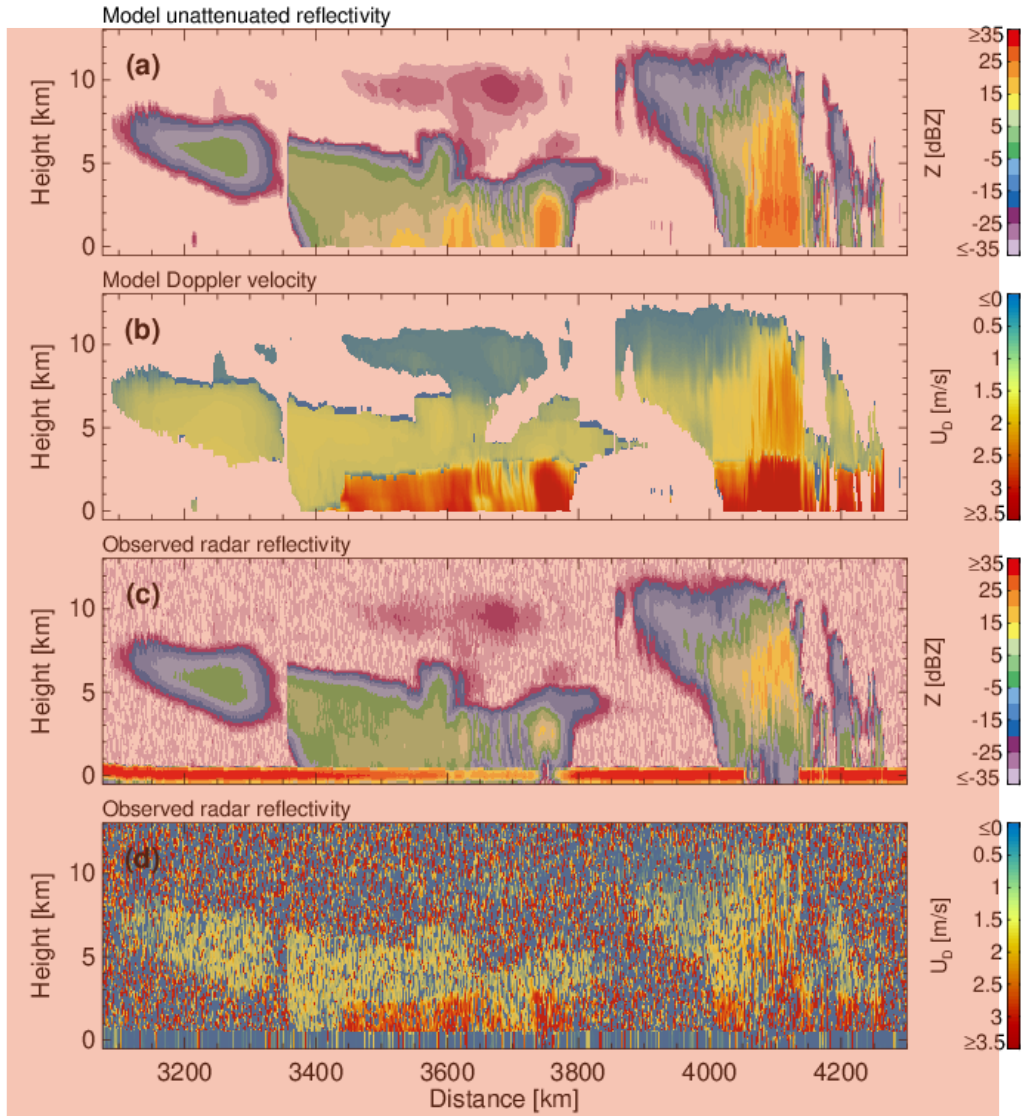 Model unattenuated reflectivity
(a)
Height [km]
10
5
0
Z [dBZ]
≥35
25
15
5
-5
-15
-25
≤-35
Model Doppler velocity
(b)
Height [km]
10
5
0
U_D [m/s]
≤0
0.5
1
1.5
2
2.5
3
≥3.5
Observed radar reflectivity
(c)
Height [km]
10
5
0
Z [dBZ]
≥35
25
15
5
-5
-15
-25
≤-35
Observed radar reflectivity
(d)
Height [km]
10
5
0
U_D [m/s]
≤0
0.5
1
1.5
2
2.5
3
≥3.5
3200 3400 3600 3800 4000 4200
Distance [km]